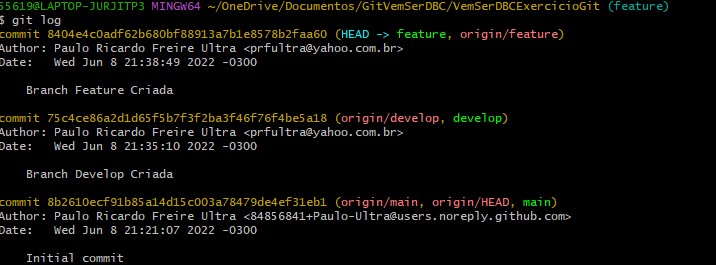 55619@LAPTOP-JURJITP3 MINGW64 ~/OneDrive/Documentos/GitVemSerDBC/VemSerDBCExercicioGit (feature)
$ git log
commit 8404e4c0adf62b680bf88913a7b1e8578b2faa60 (HEAD -> feature, origin/feature)
Author: Paulo Ricardo Freire Ultra <prfultra@yahoo.com.br>
Date:   Wed Jun 8 21:38:49 2022 -0300
    Branch Feature Criada
commit 75c4ce86a2d1d65f5b7f3f2ba3f46f76f4be5a18 (origin/develop, develop)
Author: Paulo Ricardo Freire Ultra <prfultra@yahoo.com.br>
Date:   Wed Jun 8 21:35:10 2022 -0300
    Branch Develop Criada
commit 8b2610ecf91b85a14d15c003a78479de4ef31eb1 (origin/main, origin/HEAD, main)
Author: Paulo Ricardo Freire Ultra <84856841+Paulo-Ultra@users.noreply.github.com>
Date:   Wed Jun 8 21:21:07 2022 -0300
    Initial commit